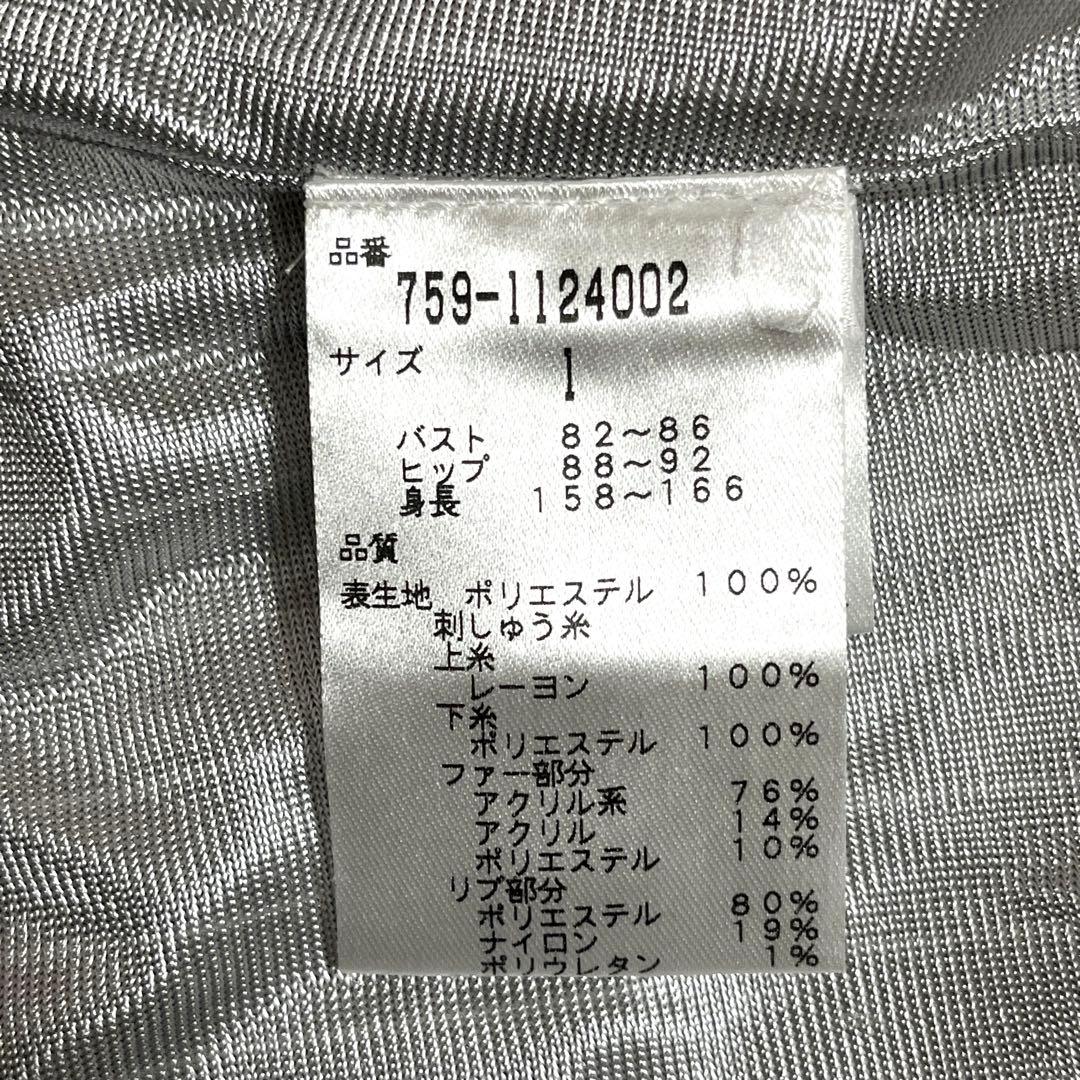 品番
759-1124002
サイズ 1
バスト 82～86
ヒップ 88～92
身長 158～166
品質
表生地 ポリエステル 100%
刺しゅう糸
上糸
レーヨン 100%
下糸
ポリエステル 100%
ファー部分
アクリル系 76%
アクリル 14%
ポリエステル 10%
リブ部分
ポリエステル 80%
ナイロン 19%
ポリウレタン 1%